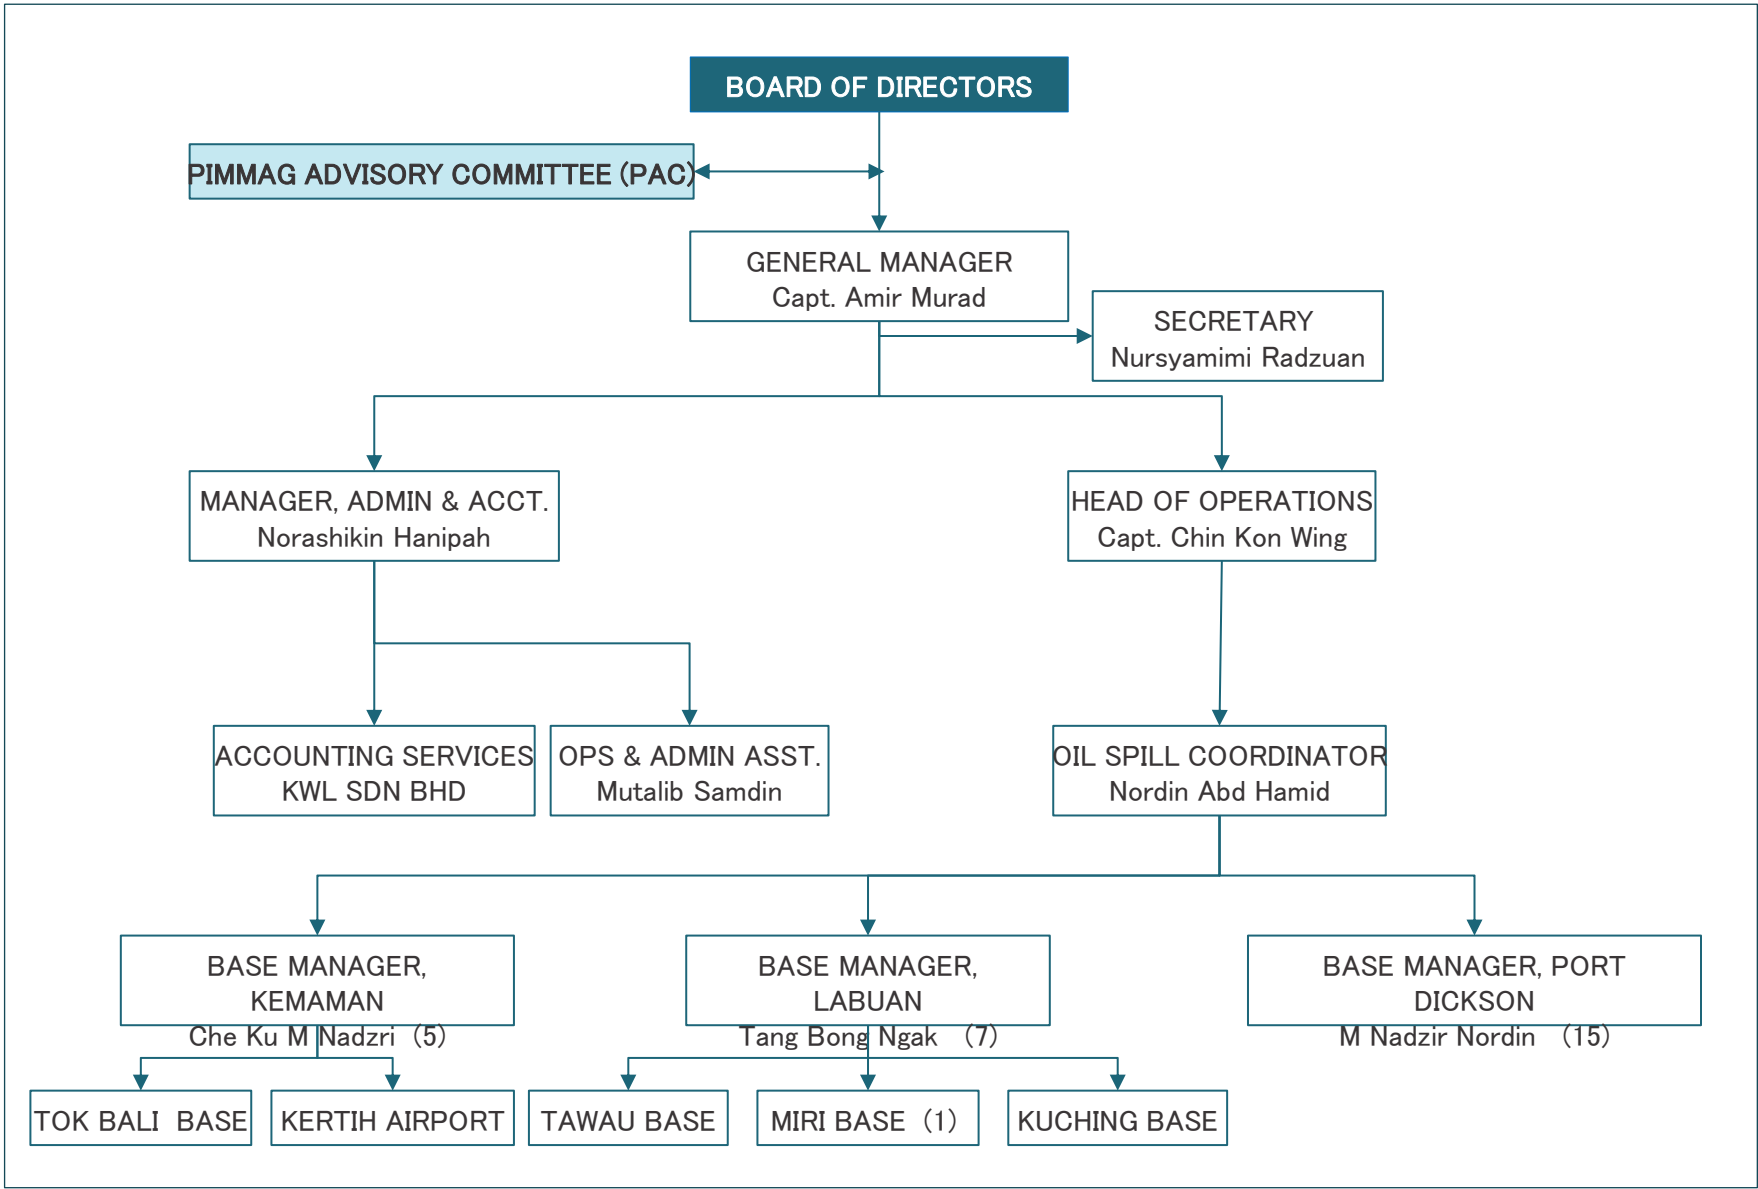 BOARD OF DIRECTORS
PIMMAG ADVISORY COMMITTEE (PAC)
GENERAL MANAGER
Capt. Amir Murad
SECRETARY
Nursyamimi Radzuan
MANAGER, ADMIN & ACCT.
Norashikin Hanipah
HEAD OF OPERATIONS
Capt. Chin Kon Wing
ACCOUNTING SERVICES
KWL SDN BHD
OPS & ADMIN ASST.
Mutalib Samdin
OIL SPILL COORDINATOR
Nordin Abd Hamid
BASE MANAGER,
KEMAMAN
Che Ku M Nadzri (5)
BASE MANAGER,
LABUAN
Tang Bong Ngak (7)
BASE MANAGER, PORT
DICKSON
M Nadzir Nordin (15)
TOK BALI BASE
KERTIH AIRPORT
TAWAU BASE
MIRI BASE (1)
KUCHING BASE